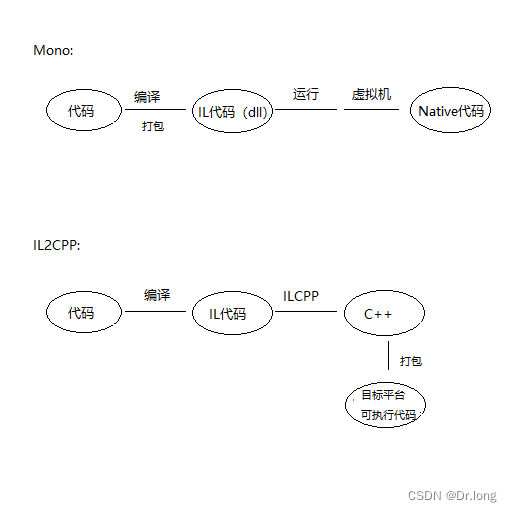 Mono:
代码
编译
打包
IL代码（dll）
运行
虚拟机
Native代码
IL2CPP:
代码
编译
IL代码
ILCPP
C++
打包
目标平台
可执行代码
CSDN @Dr.long